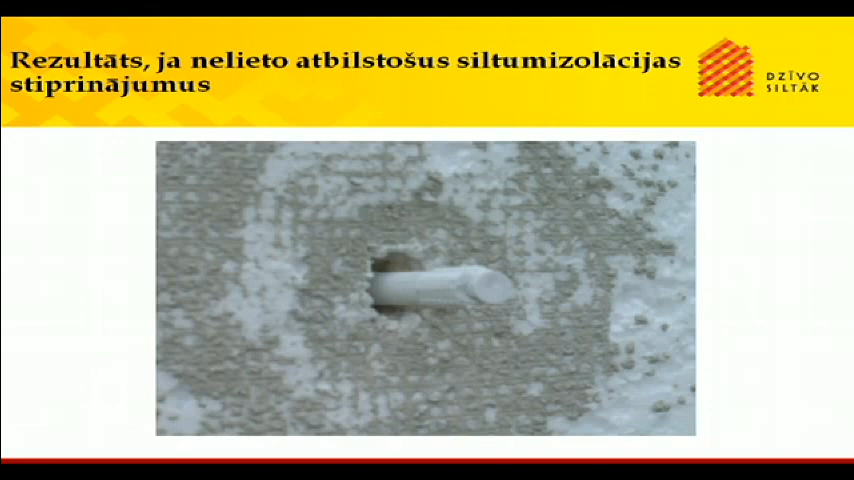 Rezultāts, ja nelieto atbilstošus siltumizolācijas
stiprinājumus
DZĪVO
SILTĀK